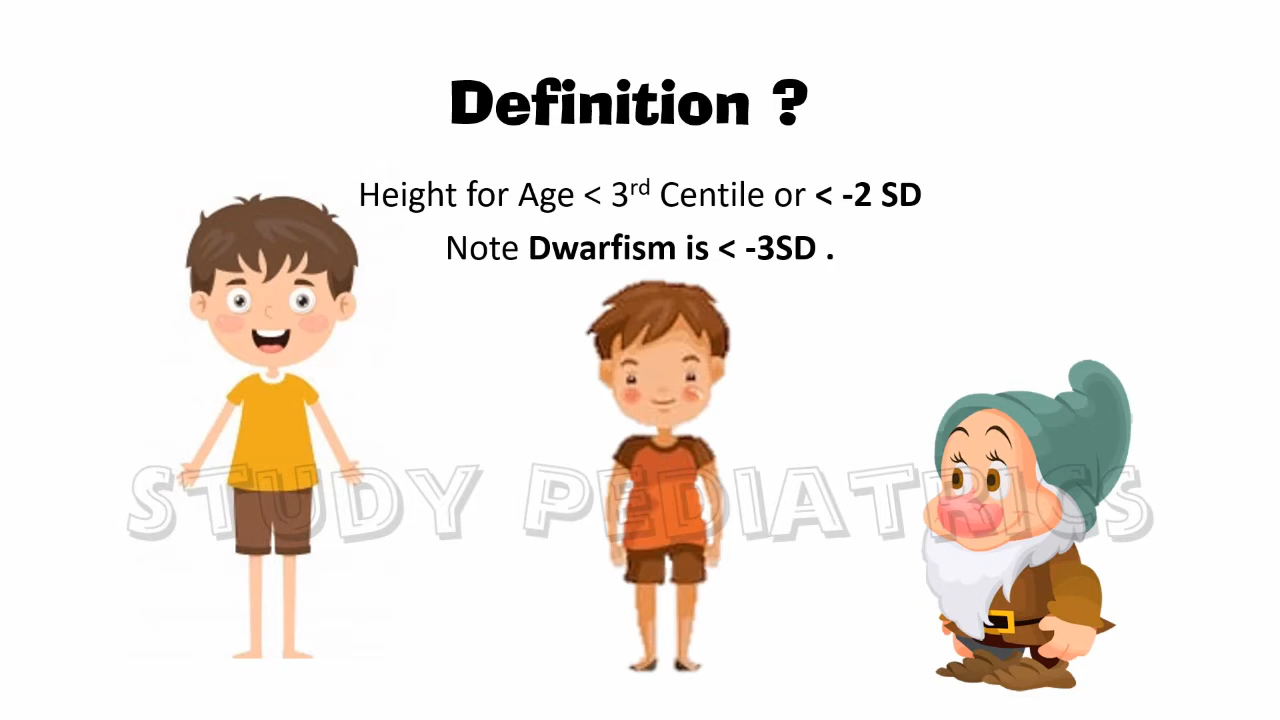 Definition ?
Height for Age < 3rd Centile or < -2 SD
Note Dwarfism is < -3SD .
STUDY PEDIATRICS